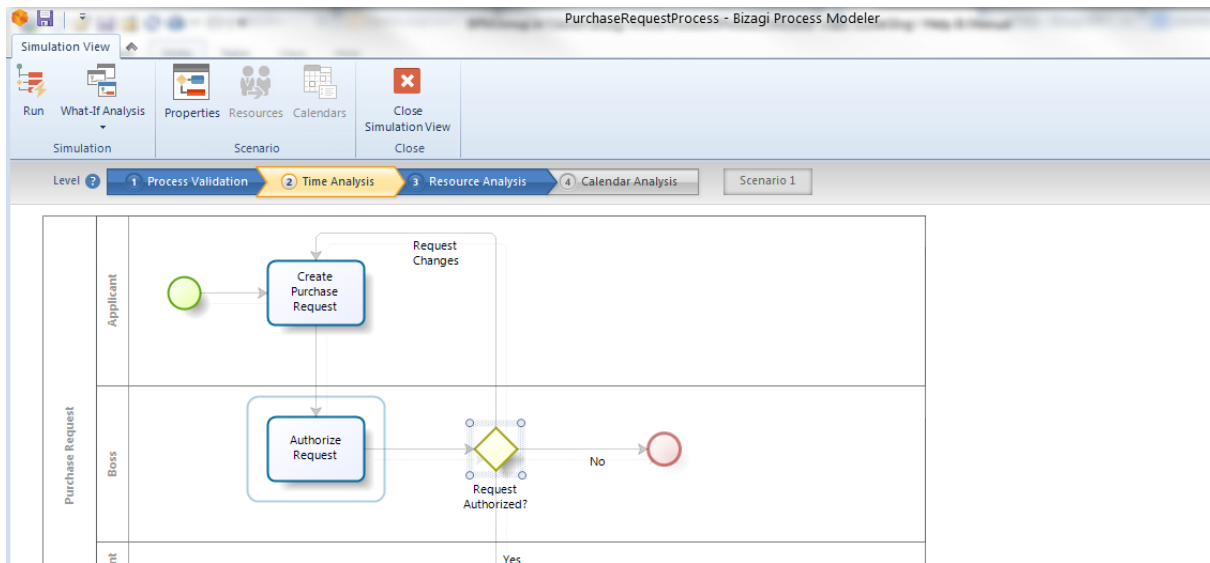 PurchaseRequestProcess - Bizagi Process Modeler
Simulation View
Run
What-If Analysis
Properties
Resources
Calendars
Close
Simulation View
Simulation
Scenario
Close
Level ?
1 Process Validation
2 Time Analysis
3 Resource Analysis
4 Calendar Analysis
Scenario 1
Purchase Request
Applicant
Create
Purchase
Request
Request
Changes
Boss
Authorize
Request
Request
Authorized?
No
Yes